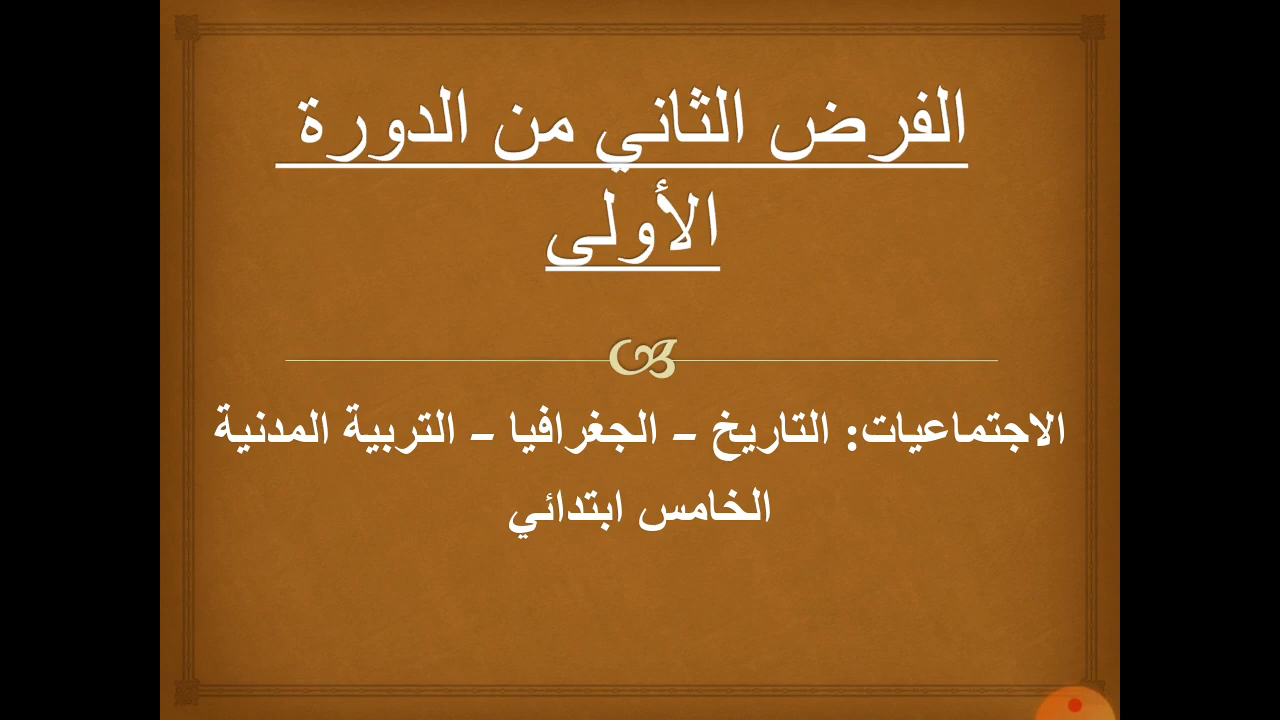 الفرض الثاني من الدورة
الأولى
الاجتماعيات: التاريخ – الجغرافيا – التربية المدنية
الخامس ابتدائي